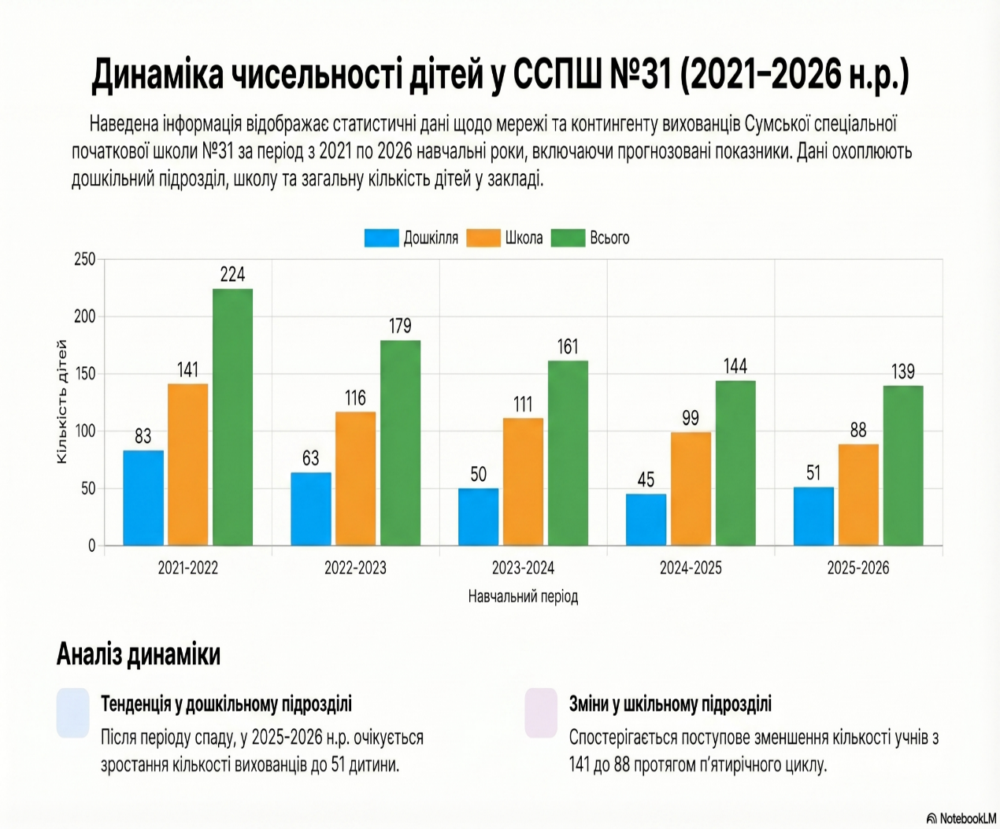 Динаміка чисельності дітей у ССПШ №31 (2021–2026 н.р.)
Наведена інформація відображає статистичні дані щодо мережі та контингенту вихованців Сумської спеціальної
початкової школи №31 за період з 2021 по 2026 навчальні роки, включаючи прогнозовані показники. Дані охоплюють
дошкільний підрозділ, школу та загальну кількість дітей у закладі.
Дошкілля Школа Всього
Кількість дітей
250
200
150
100
50
0
83 141 224
63 116 179
50 111 161
45 99 144
51 88 139
2021-2022 2022-2023 2023-2024 2024-2025 2025-2026
Навчальний період
Аналіз динаміки
Тенденція у дошкільному підрозділі
Після періоду спаду, у 2025-2026 н.р. очікується
зростання кількості вихованців до 51 дитини.
Зміни у шкільному підрозділі
Спостерігається поступове зменшення кількості учнів з
141 до 88 протягом п’ятирічного циклу.
NotebookLM